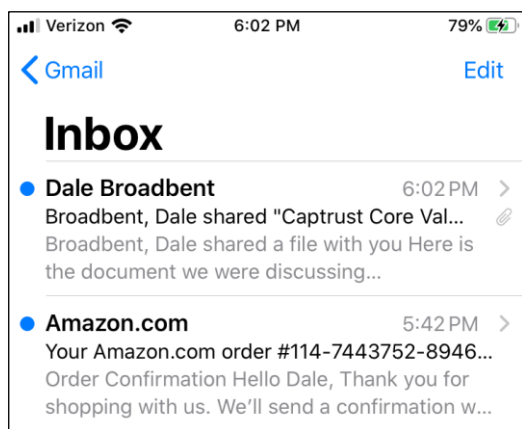 Verizon 6:02 PM 79%
Gmail Edit
Inbox
Dale Broadbent 6:02 PM
Broadbent, Dale shared "Captrust Core Val...
Broadbent, Dale shared a file with you Here is
the document we were discussing...
Amazon.com 5:42 PM
Your Amazon.com order #114-7443752-8946...
Order Confirmation Hello Dale, Thank you for
shopping with us. We’ll send a confirmation w...